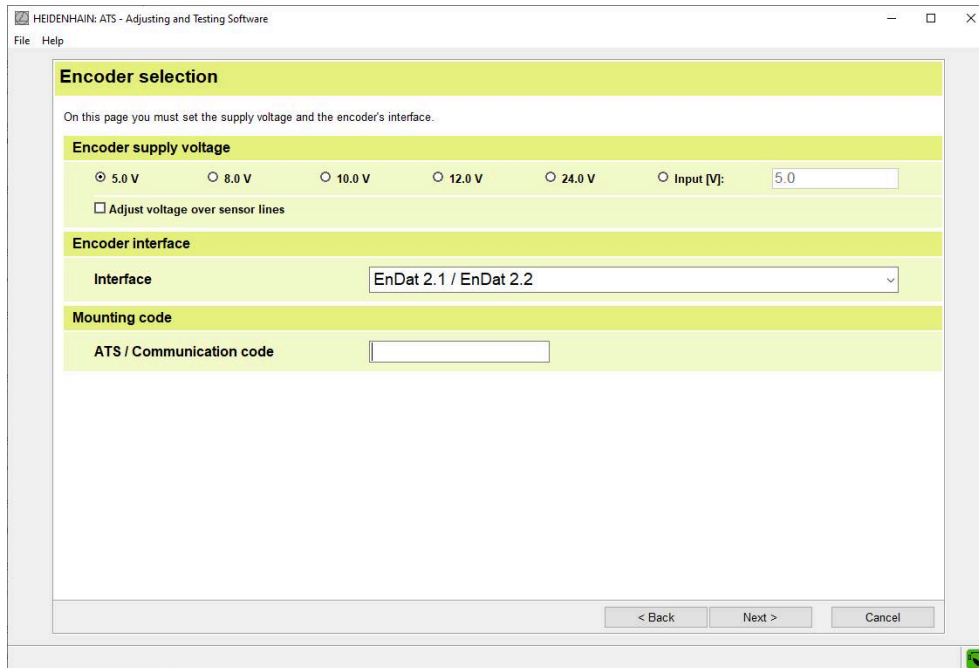 HEIDENHAIN: ATS - Adjusting and Testing Software
File Help
Encoder selection
On this page you must set the supply voltage and the encoder's interface.
Encoder supply voltage
5.0 V 8.0 V 10.0 V 12.0 V 24.0 V Input [V]: 5.0
Adjust voltage over sensor lines
Encoder interface
Interface EnDat 2.1 / EnDat 2.2
Mounting code
ATS / Communication code
< Back Next > Cancel